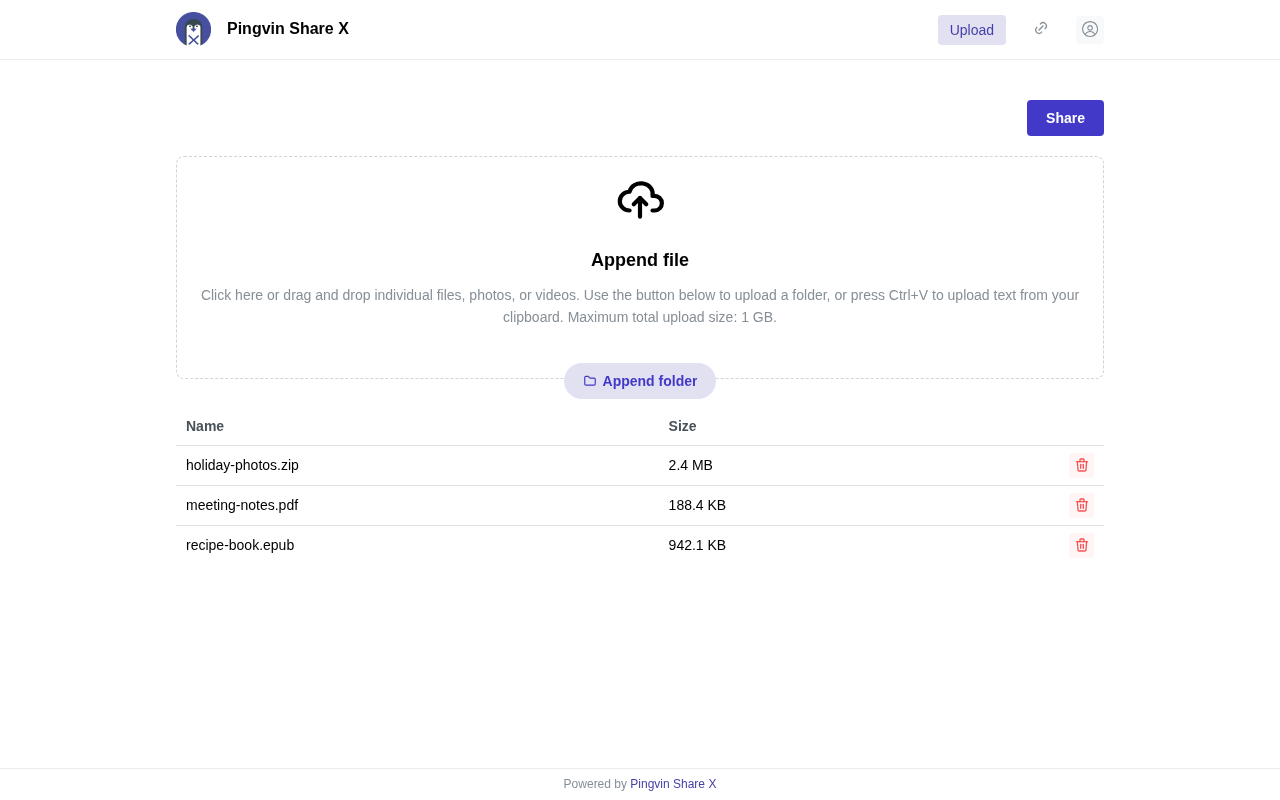 Pingvin Share X
Upload
Share
Append file
Click here or drag and drop individual files, photos, or videos. Use the button below to upload a folder, or press Ctrl+V to upload text from your
clipboard. Maximum total upload size: 1 GB.
Append folder
Name Size
holiday-photos.zip 2.4 MB
meeting-notes.pdf 188.4 KB
recipe-book.epub 942.1 KB
Powered by Pingvin Share X